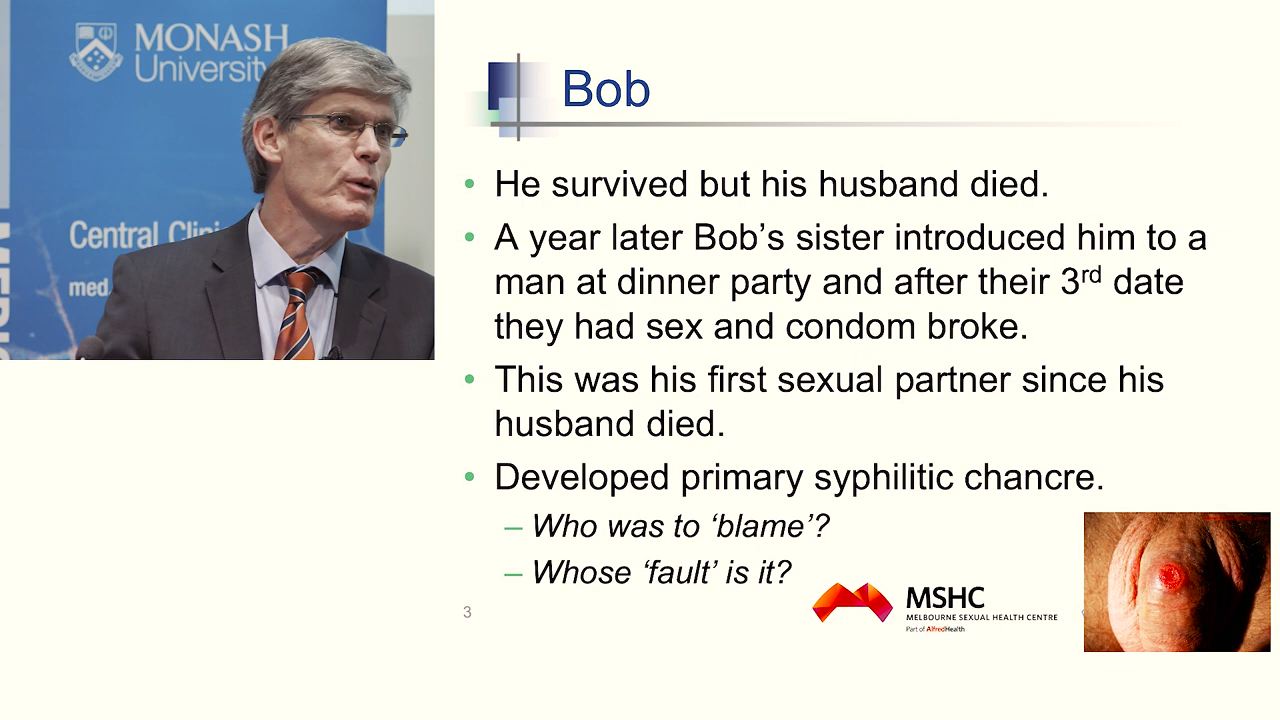 MONASH
University
Central Clini
med.
Bob
• He survived but his husband died.
• A year later Bob’s sister introduced him to a
man at dinner party and after their 3rd date
they had sex and condom broke.
• This was his first sexual partner since his
husband died.
• Developed primary syphilitic chancre.
– Who was to ‘blame’?
– Whose ‘fault’ is it?
3
MSHC
MELBOURNE SEXUAL HEALTH CENTRE
Part of AlfredHealth